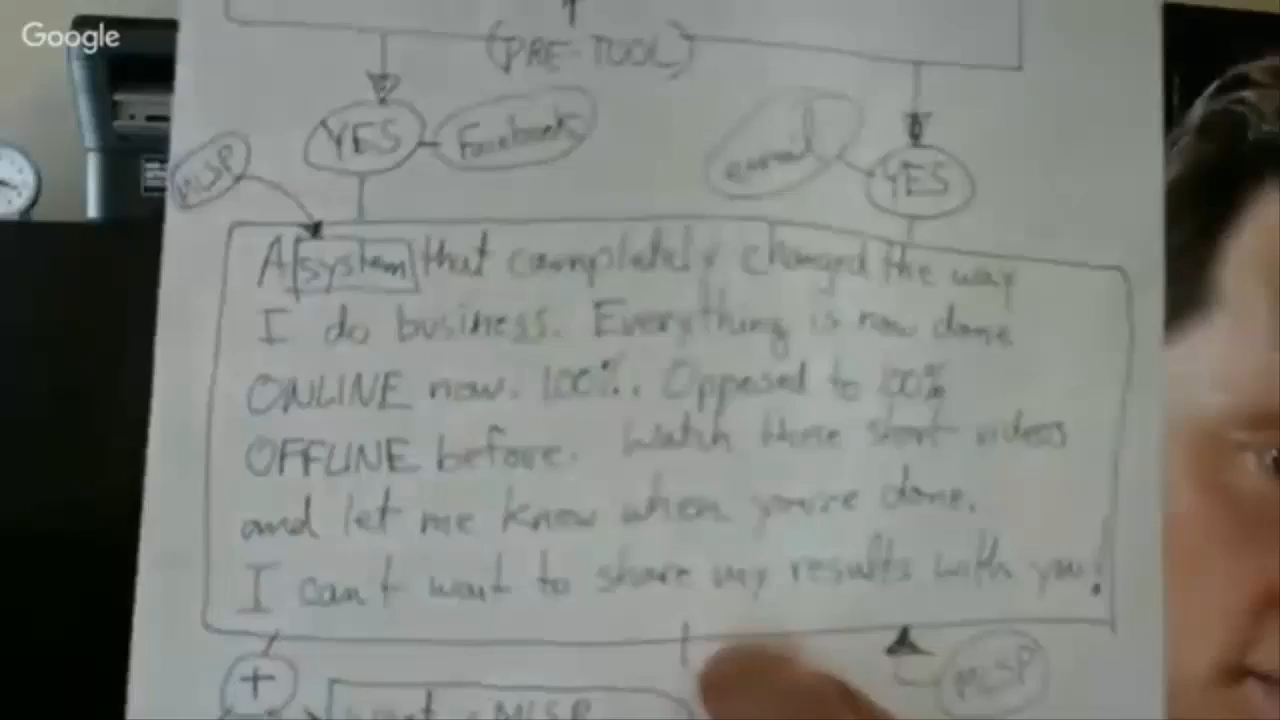 Google
(PRE-TOOL)
YES
Facebook
email
YES
MLSP
A system that completely changed the way
I do business. Everything is now done
ONLINE now. 100%. Opposed to 100%
OFFLINE before. Watch these short videos
and let me know when you're done.
I can't wait to share my results with you!
+
MLSP
MLSP